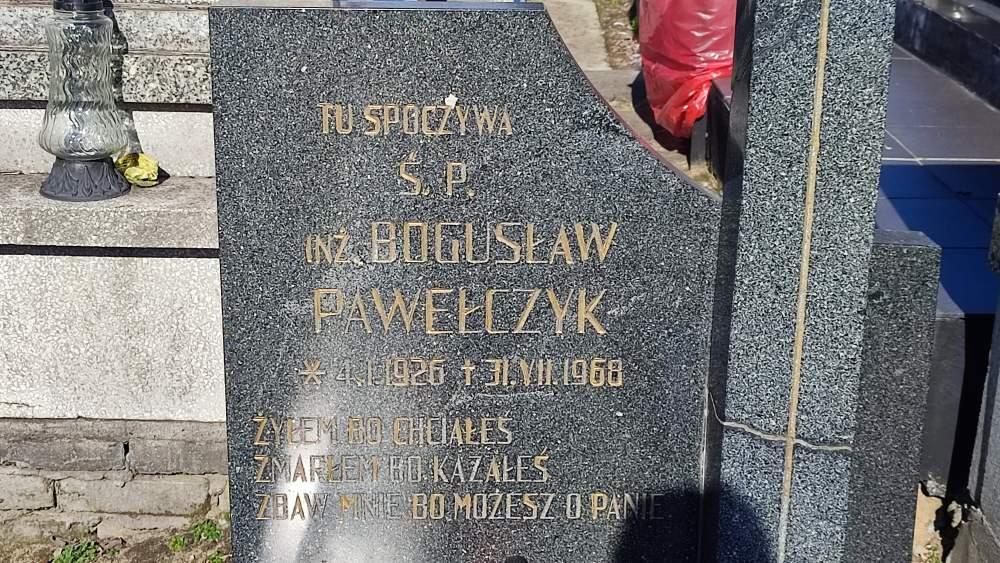 TU SPOCZYWA
Ś. P.
INŻ. BOGUSŁAW
PAWEŁCZYK
* 4.I.1926 † 31.VII.1968
ŻYŁEM BO CHCIAŁEŚ
ZMARŁEM BO KAZAŁEŚ
ZBAW MNIE BO MOŻESZ O PANIE